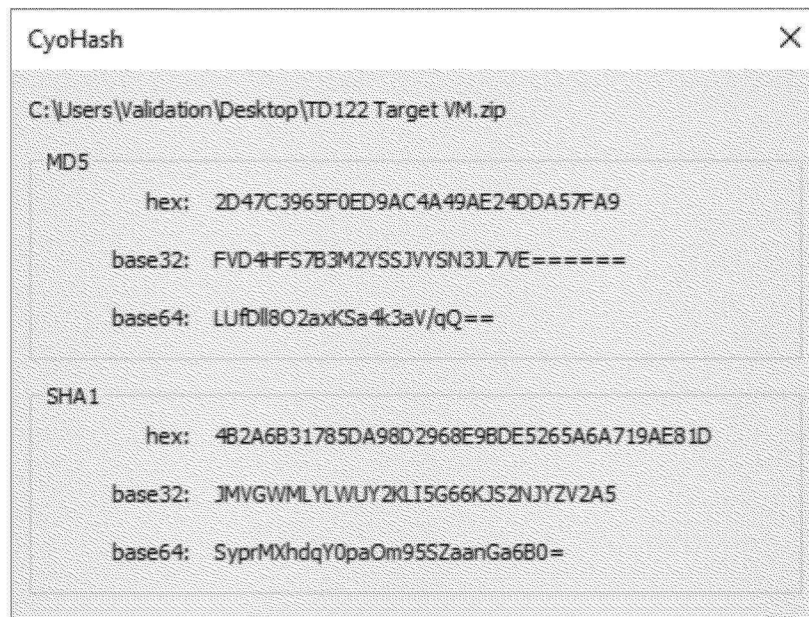 CyoHash
C:\Users\Validation\Desktop\TD122 Target VM.zip
MD5
hex: 2D47C3965F0ED9AC4A49AE24DDA57FA9
base32: FVD4HFS7B3M2YSSJVYSN3JL7VE======
base64: LUfDll8O2axKSa4k3aV/qQ==
SHA1
hex: 4B2A6B31785DA98D2968E9BDE5265A6A719AE81D
base32: JMVGWMLYLWUY2KLI5G66KJS2NJYZV2A5
base64: SyprMXhdqY0paOm95SZaanGa6B0=